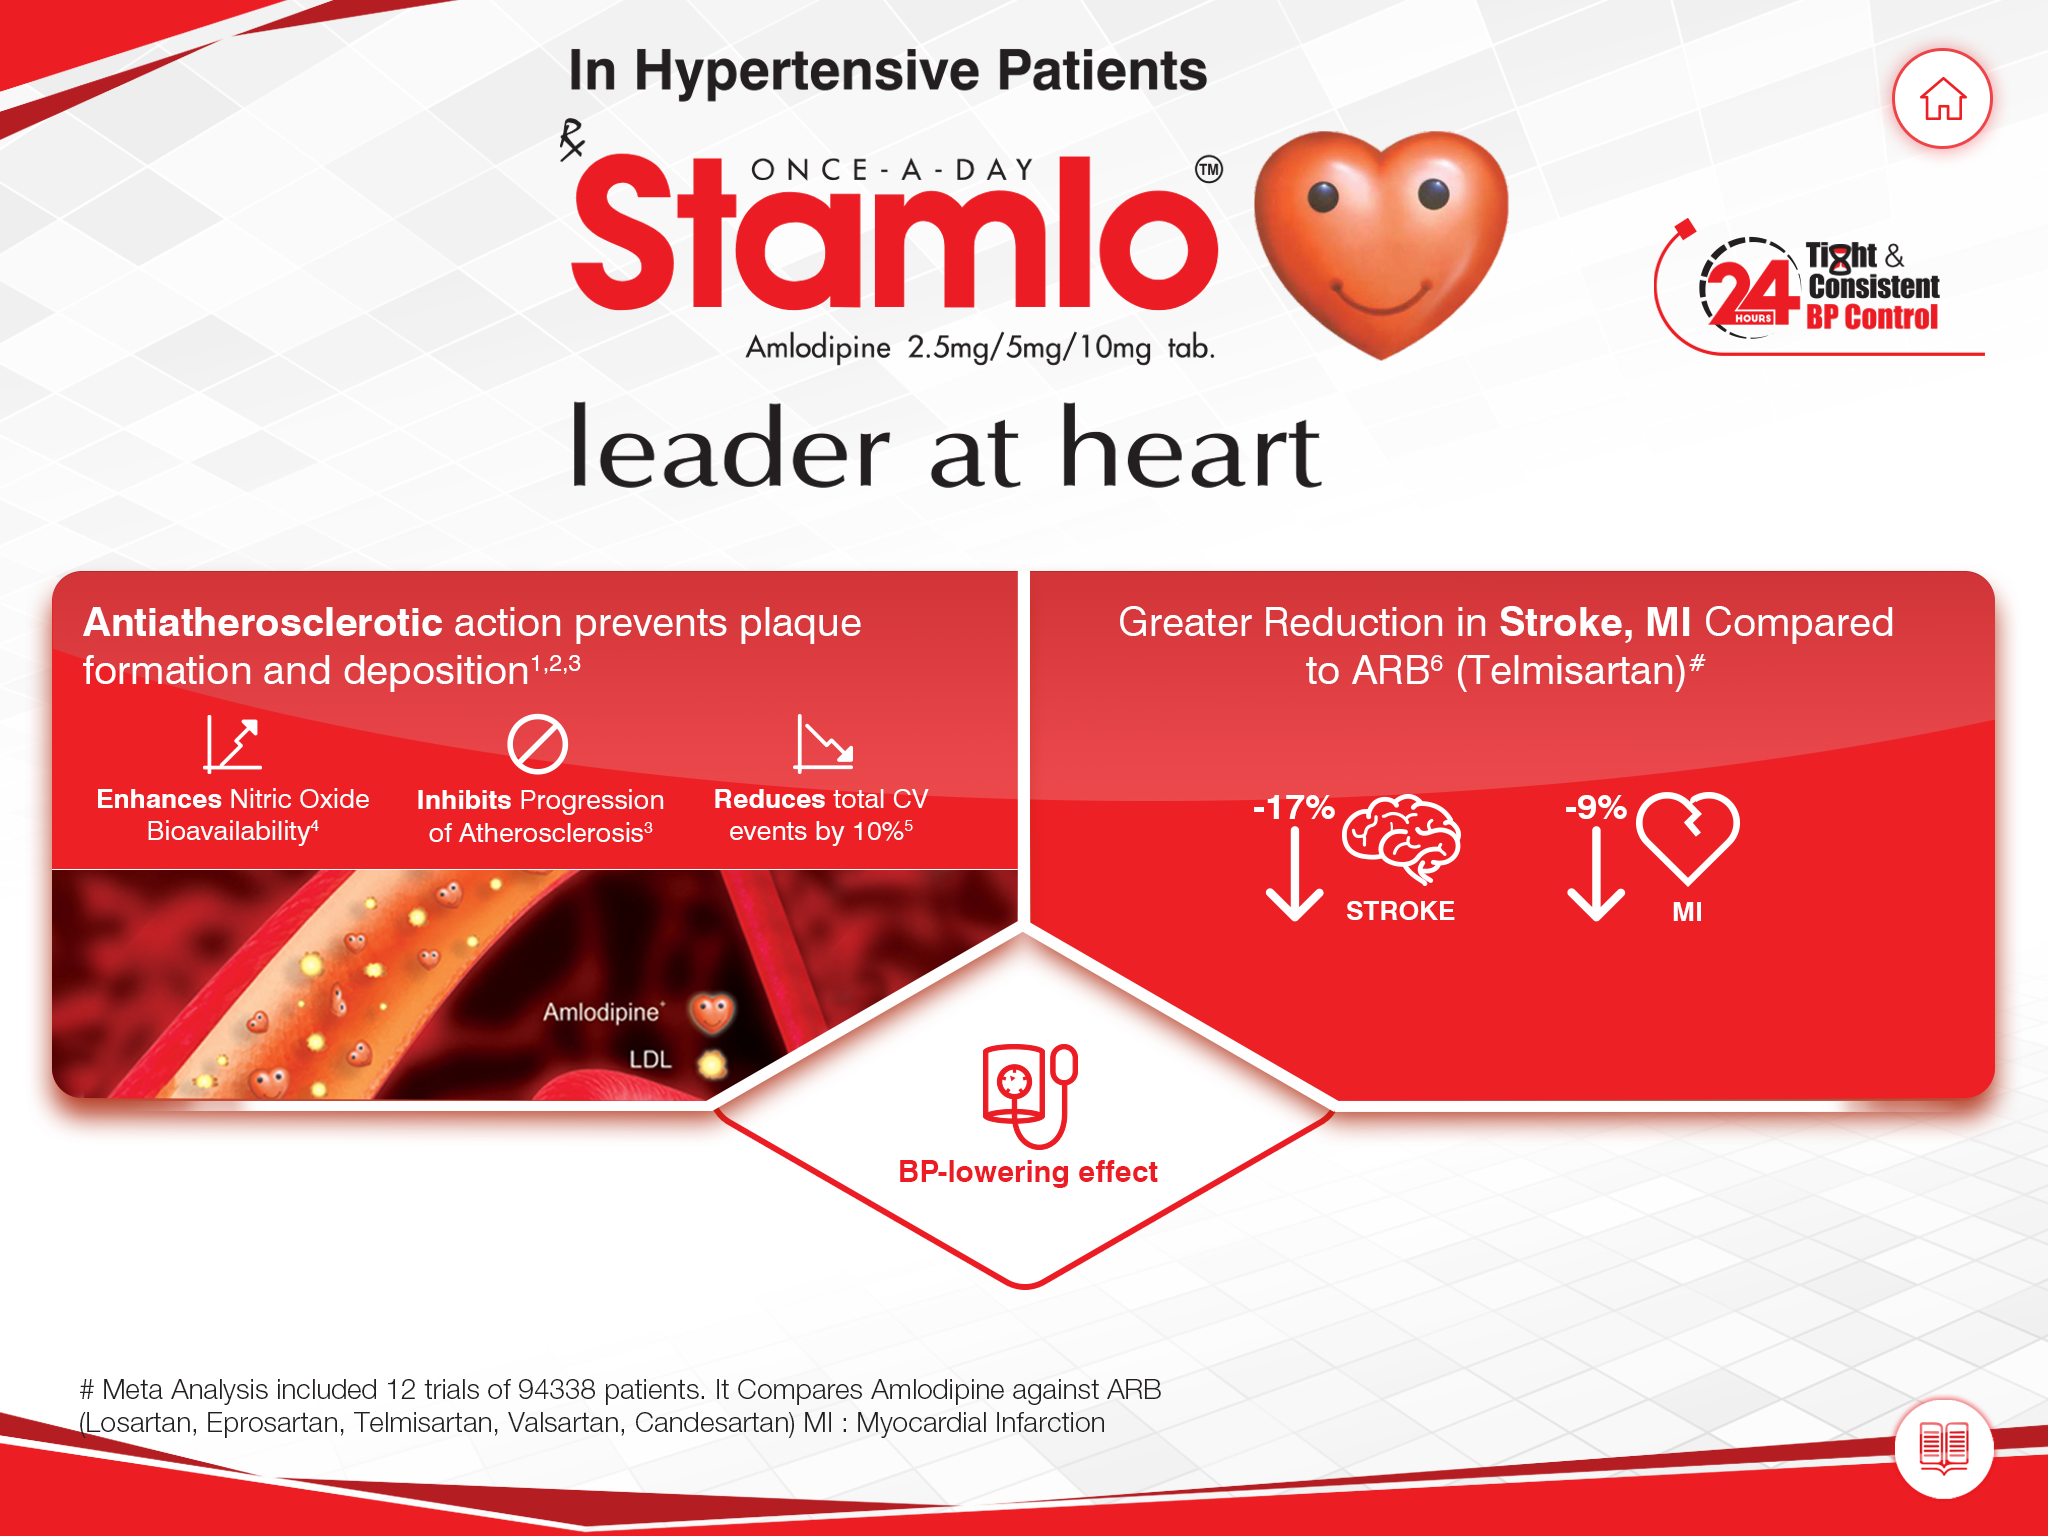 In Hypertensive Patients
℞
ONCE-A-DAY
Stamlo™
Amlodipine 2.5mg/5mg/10mg tab.
leader at heart
24 HOURS
Tight &
Consistent
BP Control
Antiatherosclerotic action prevents plaque
formation and deposition1,2,3
Enhances Nitric Oxide
Bioavailability4
Inhibits Progression
of Atherosclerosis3
Reduces total CV
events by 10%5
Amlodipine+
LDL
Greater Reduction in Stroke, MI Compared
to ARB6 (Telmisartan)#
-17%
STROKE
-9%
MI
BP-lowering effect
# Meta Analysis included 12 trials of 94338 patients. It Compares Amlodipine against ARB
(Losartan, Eprosartan, Telmisartan, Valsartan, Candesartan) MI : Myocardial Infarction